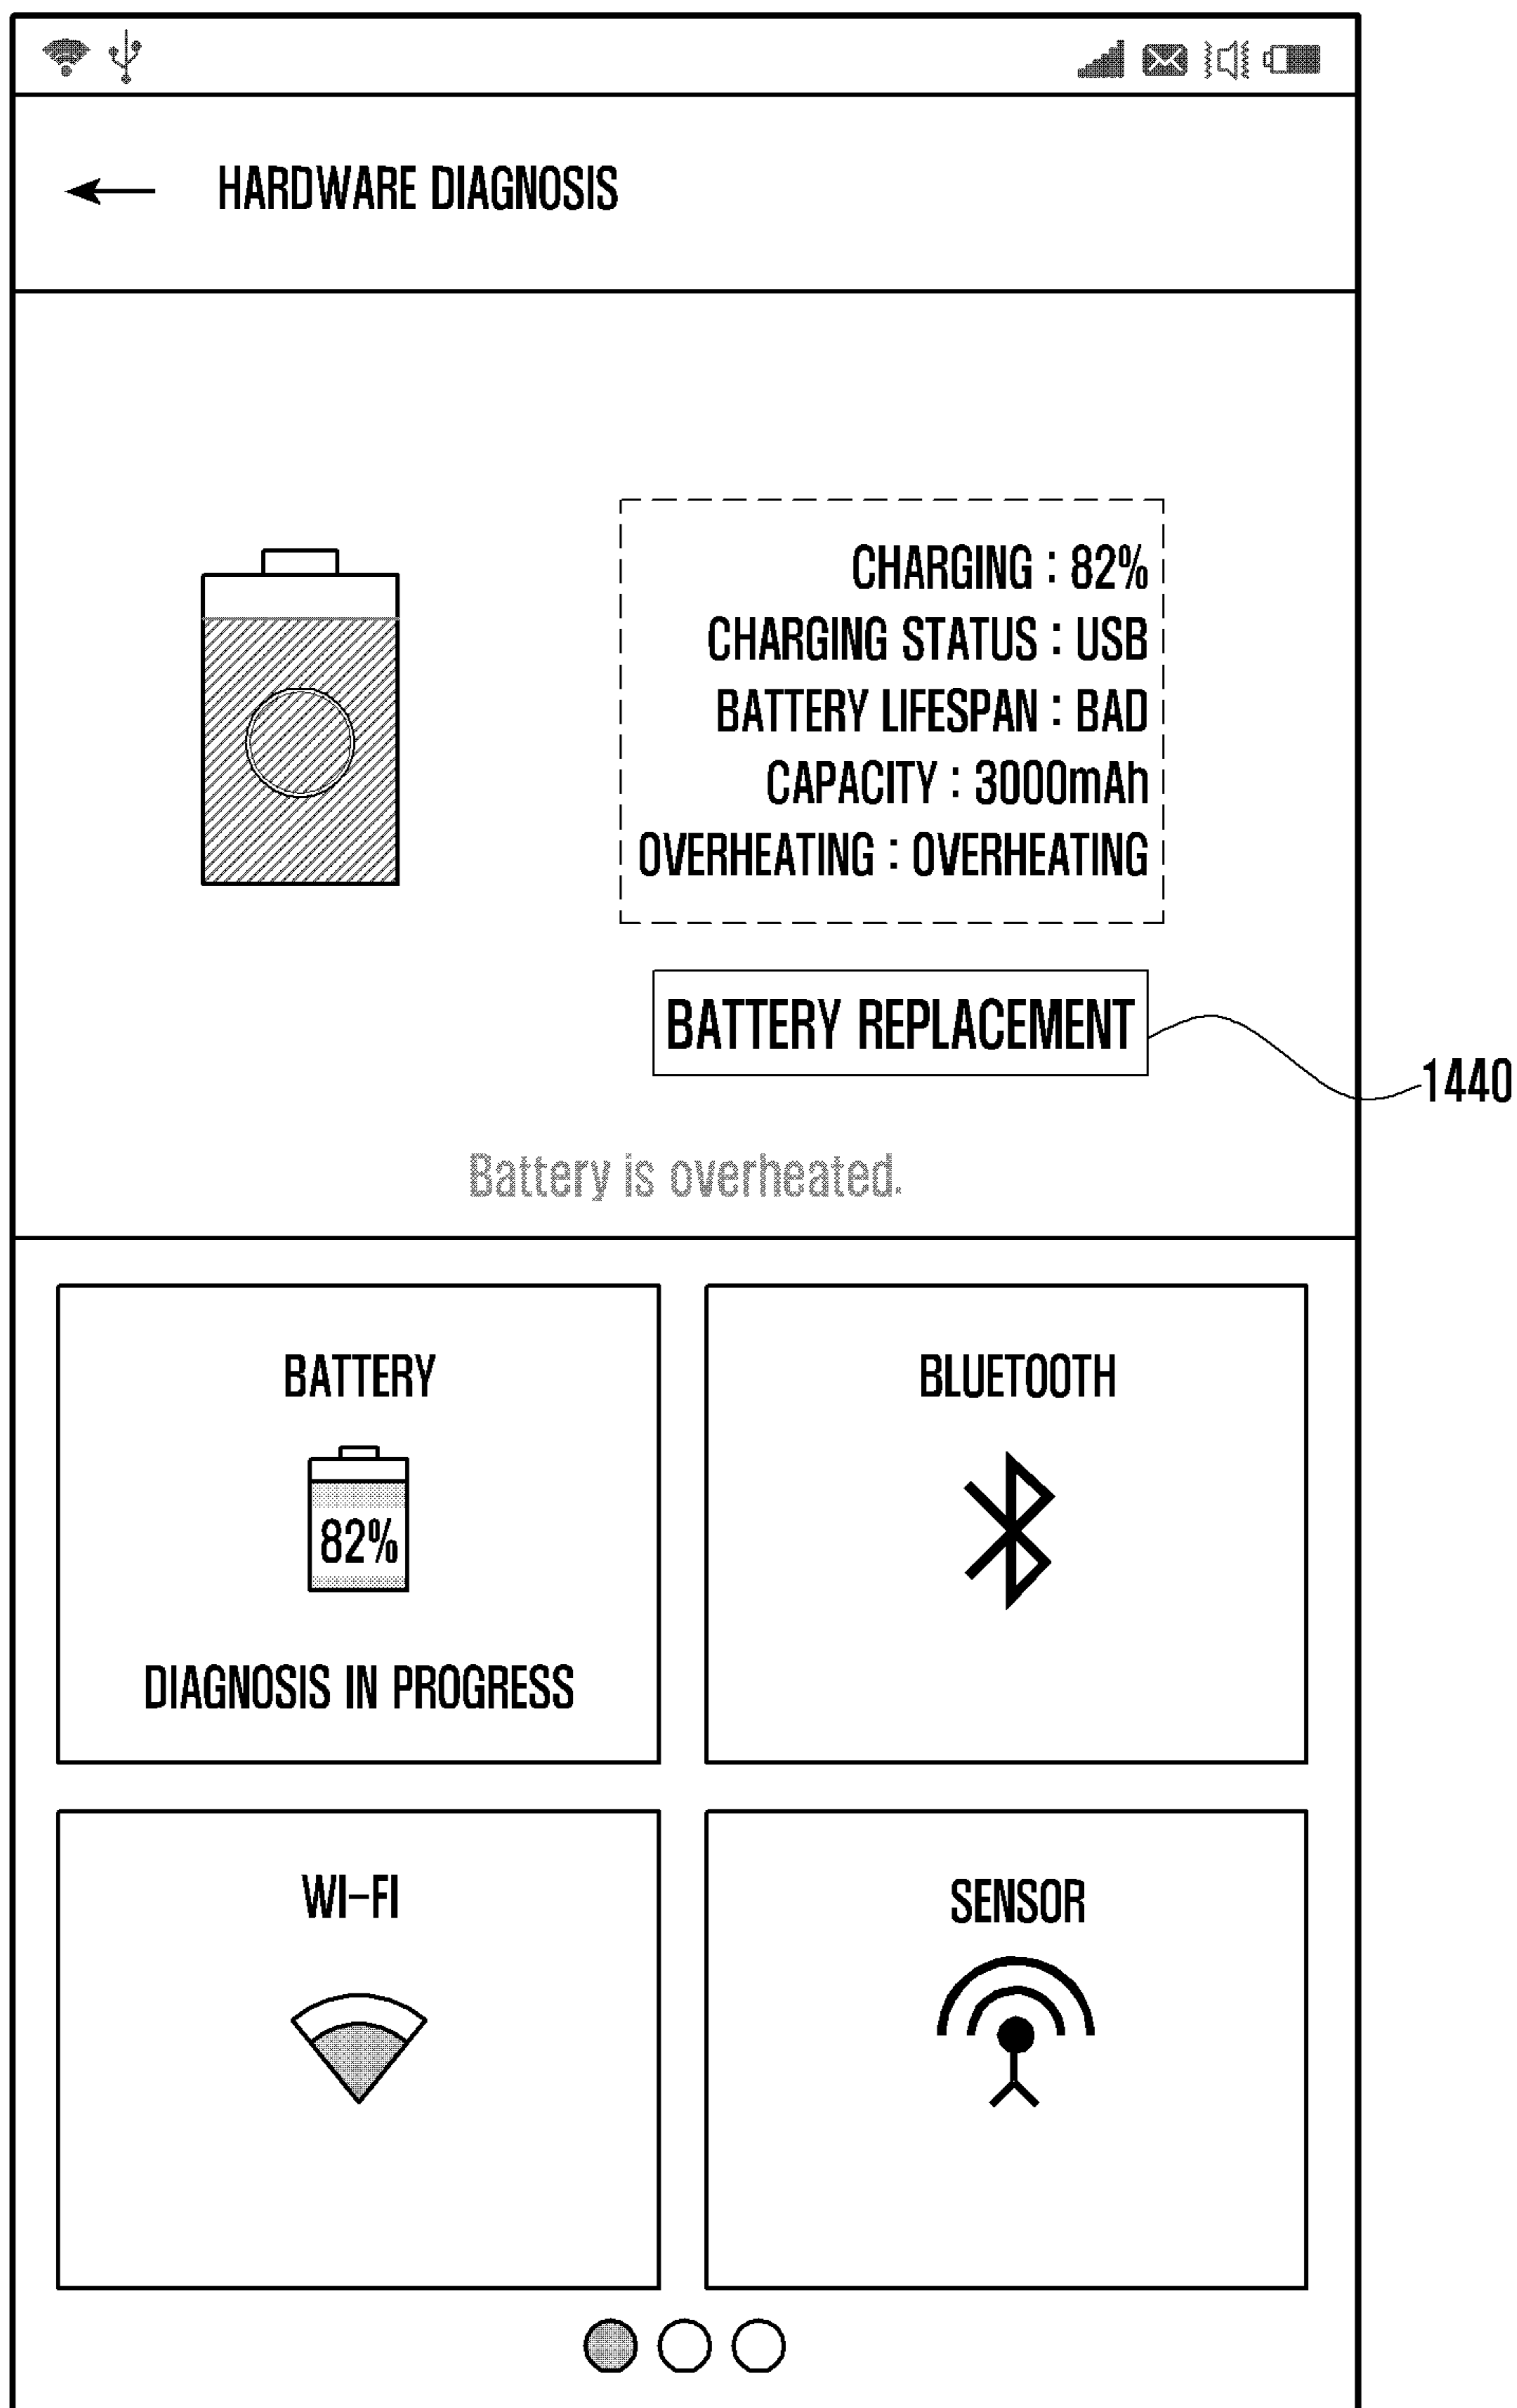 HARDWARE DIAGNOSIS
CHARGING : 82%
CHARGING STATUS : USB
BATTERY LIFESPAN : BAD
CAPACITY : 3000mAh
OVERHEATING : OVERHEATING
BATTERY REPLACEMENT
1440
Battery is overheated.
BATTERY
82%
DIAGNOSIS IN PROGRESS
BLUETOOTH
WI-FI
SENSOR